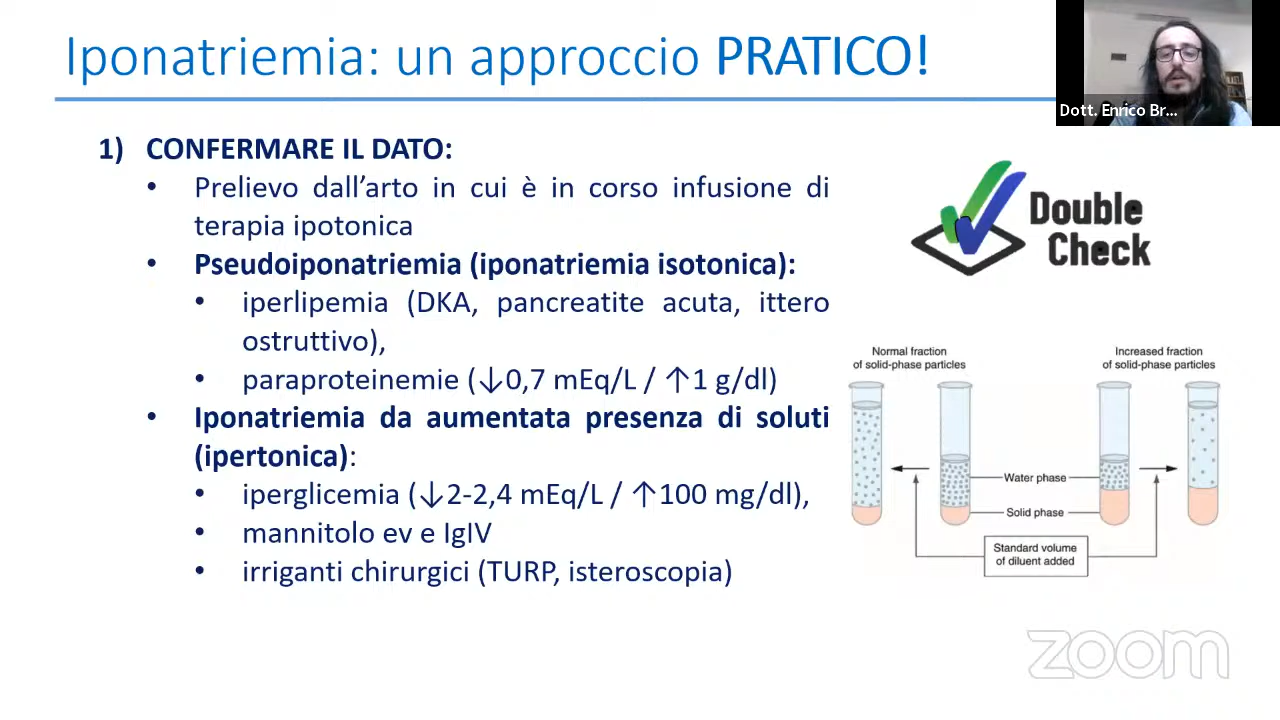 Iponatriemia: un approccio PRATICO!
Dott. Enrico Br...
1) CONFERMARE IL DATO:
• Prelievo dall’arto in cui è in corso infusione di
terapia ipotonica
• Pseudoiponatriemia (iponatriemia isotonica):
• iperlipemia (DKA, pancreatite acuta, ittero
ostruttivo),
• paraproteinemie (↓0,7 mEq/L / ↑1 g/dl)
• Iponatriemia da aumentata presenza di soluti
(ipertonica):
• iperglicemia (↓2-2,4 mEq/L / ↑100 mg/dl),
• mannitolo ev e IgIV
• irriganti chirurgici (TURP, isteroscopia)
Double
Check
Normal fraction
of solid-phase particles
Increased fraction
of solid-phase particles
Water phase
Solid phase
Standard volume
of diluent added
zoom